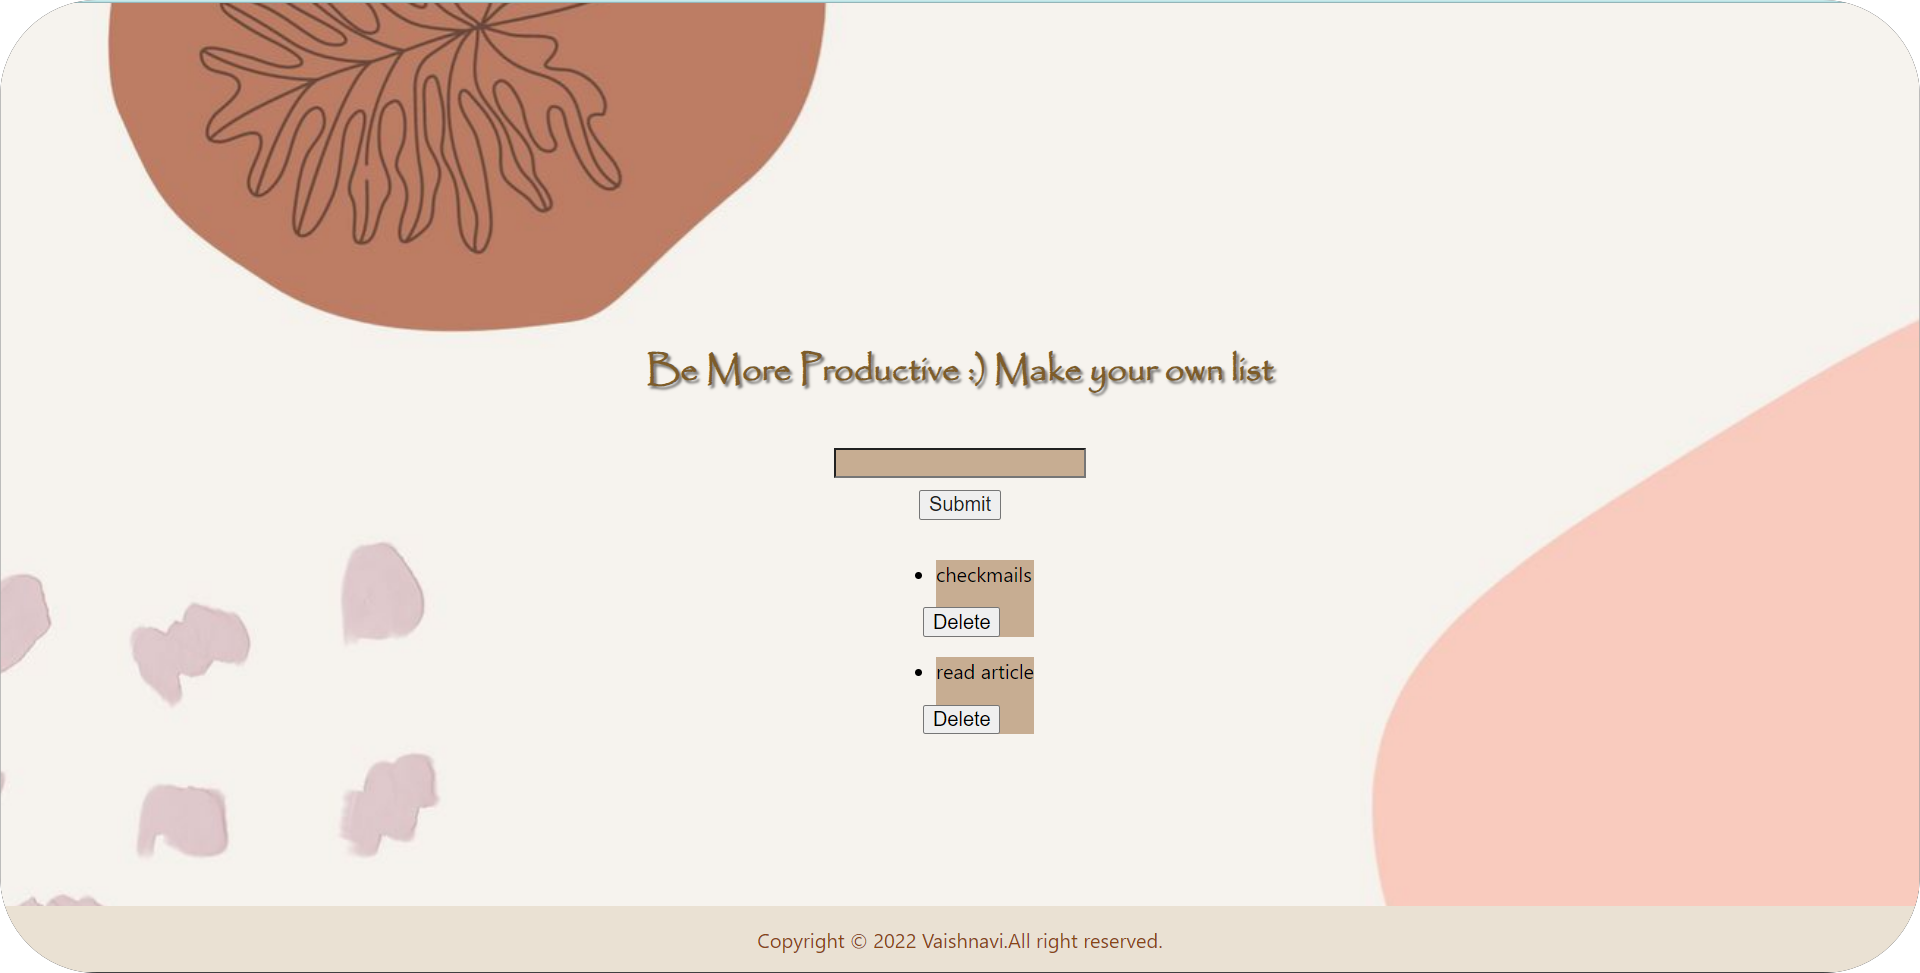 Be More Productive :) Make your own list
Submit
checkmails
Delete
read article
Delete
Copyright © 2022 Vaishnavi.All right reserved.